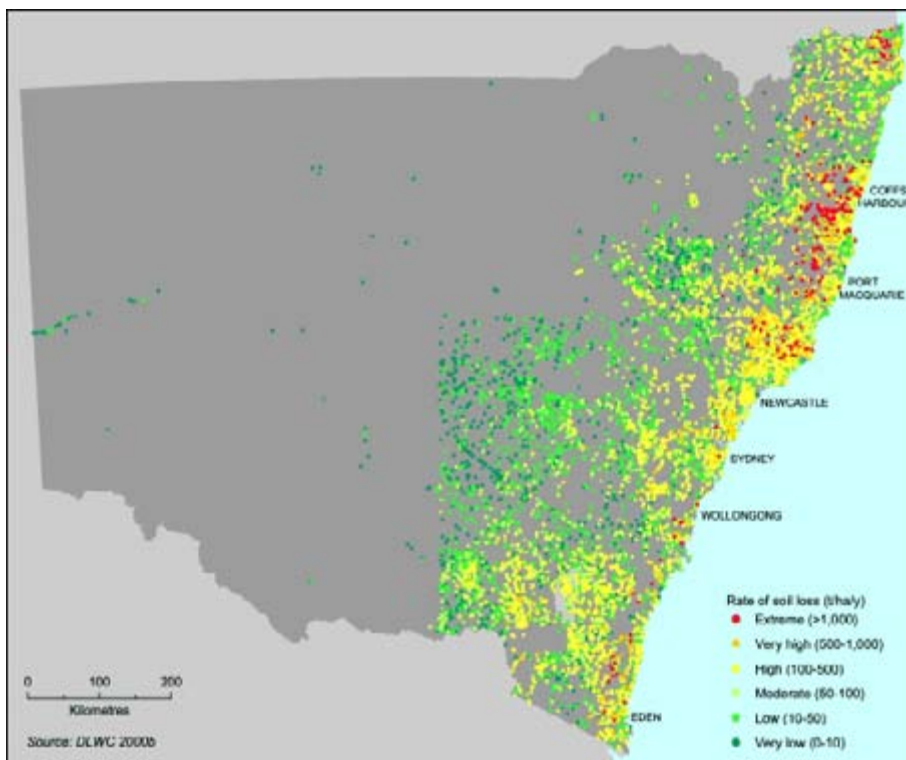 COFFS
HARBOUR
PORT
MACQUARIE
NEWCASTLE
SYDNEY
WOLLONGONG
EDEN
Rate of soil loss (t/ha/y)
Extreme (>1,000)
Very high (500-1,000)
High (100-500)
Moderate (50-100)
Low (10-50)
Very low (0-10)
0 100 200
Kilometres
Source: DLWC 2000b